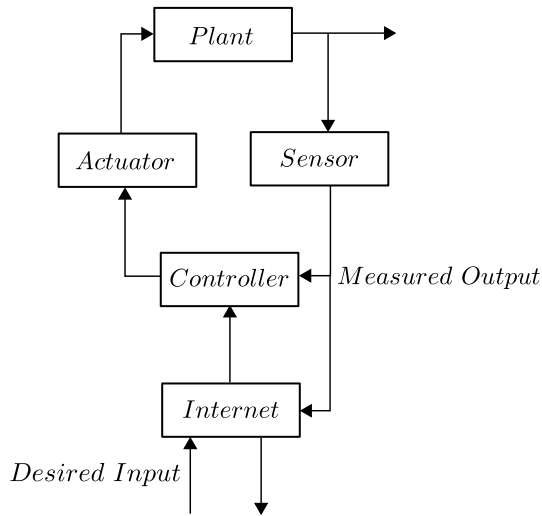 Plant
Actuator
Sensor
Controller
Measured Output
Internet
Desired Input